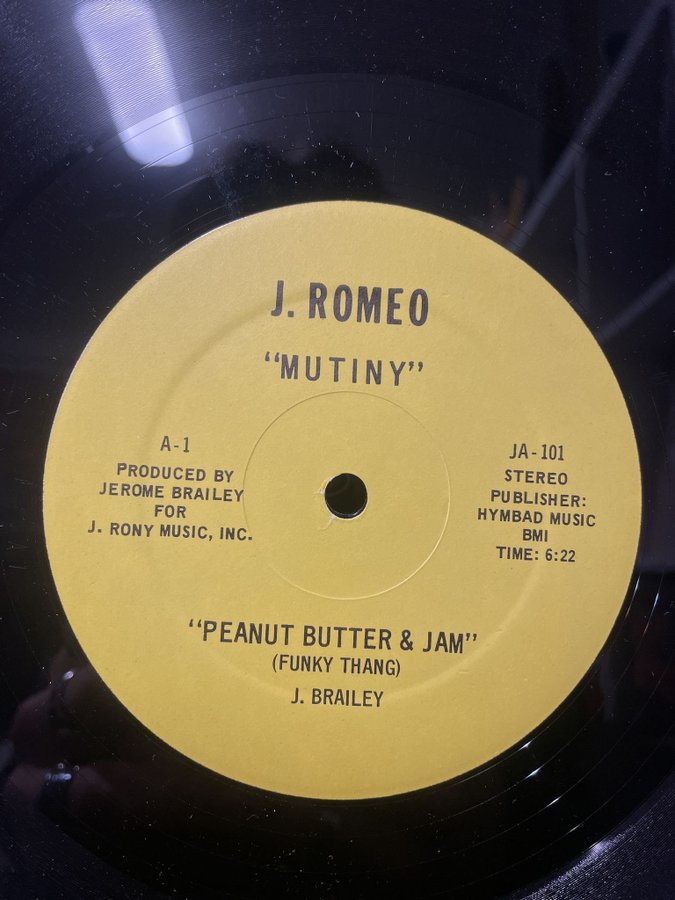 J. ROMEO
"MUTINY"
A-1
PRODUCED BY
JEROME BRAILEY
FOR
J. RONY MUSIC, INC.
JA-101
STEREO
PUBLISHER:
HYMBAD MUSIC
BMI
TIME: 6:22
"PEANUT BUTTER & JAM"
(FUNKY THANG)
J. BRAILEY